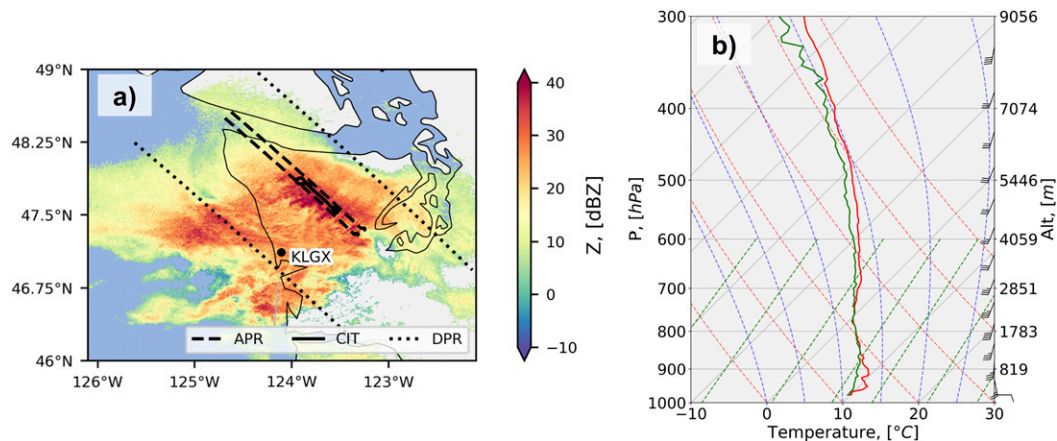 a)
49°N
48.25°N
47.5°N
46.75°N
46°N
126°W
125°W
124°W
123°W
KLGX
APR
CIT
DPR
40
30
20
10
0
−10
Z, [dBZ]
b)
300
400
500
600
700
800
900
1000
P, [hPa]
−10
0
10
20
30
Temperature, [°C]
9056
7074
5446
4059
2851
1783
819
Alt, [m]